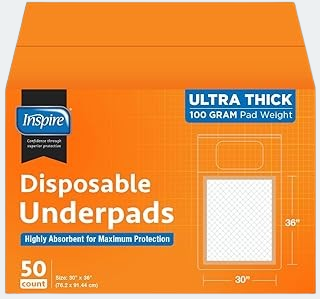 Inspire
Confidence through
superior protection
ULTRA THICK
100 GRAM Pad Weight
Disposable
Underpads
Highly Absorbent for Maximum Protection
50
count
Size: 30" x 36"
(76.2 x 91.44 cm)
36"
30"